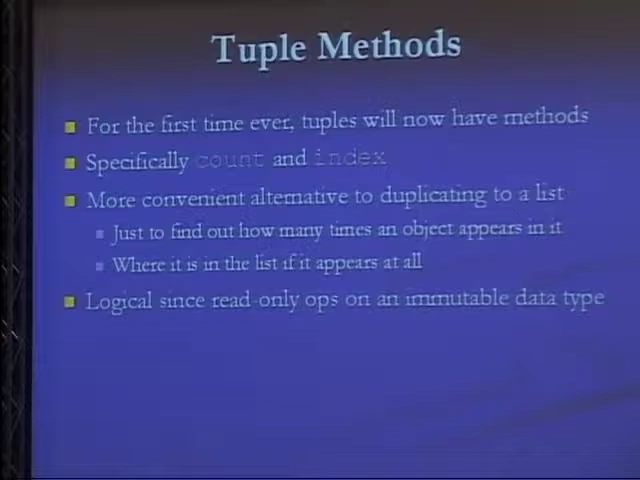 Tuple Methods
For the first time ever, tuples will now have methods
Specifically count and index
More convenient alternative to duplicating to a list
Just to find out how many times an object appears in it
Where it is in the list if it appears at all
Logical since read-only ops on an immutable data type